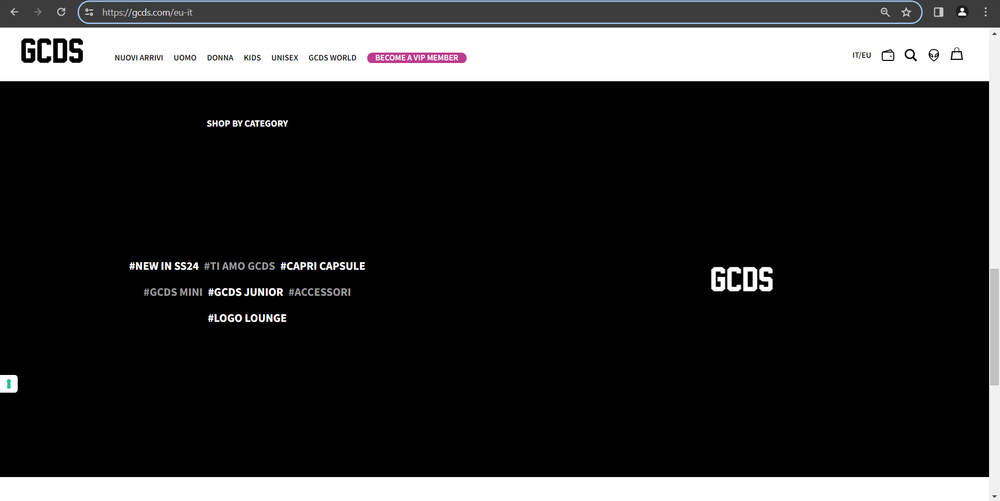 https://gcds.com/eu-it
GCDS
NUOVI ARRIVI UOMO DONNA KIDS UNISEX GCDS WORLD BECOME A VIP MEMBER
IT/EU
SHOP BY CATEGORY
#NEW IN SS24 #TI AMO GCDS #CAPRI CAPSULE
#GCDS MINI #GCDS JUNIOR #ACCESSORI
#LOGO LOUNGE
GCDS